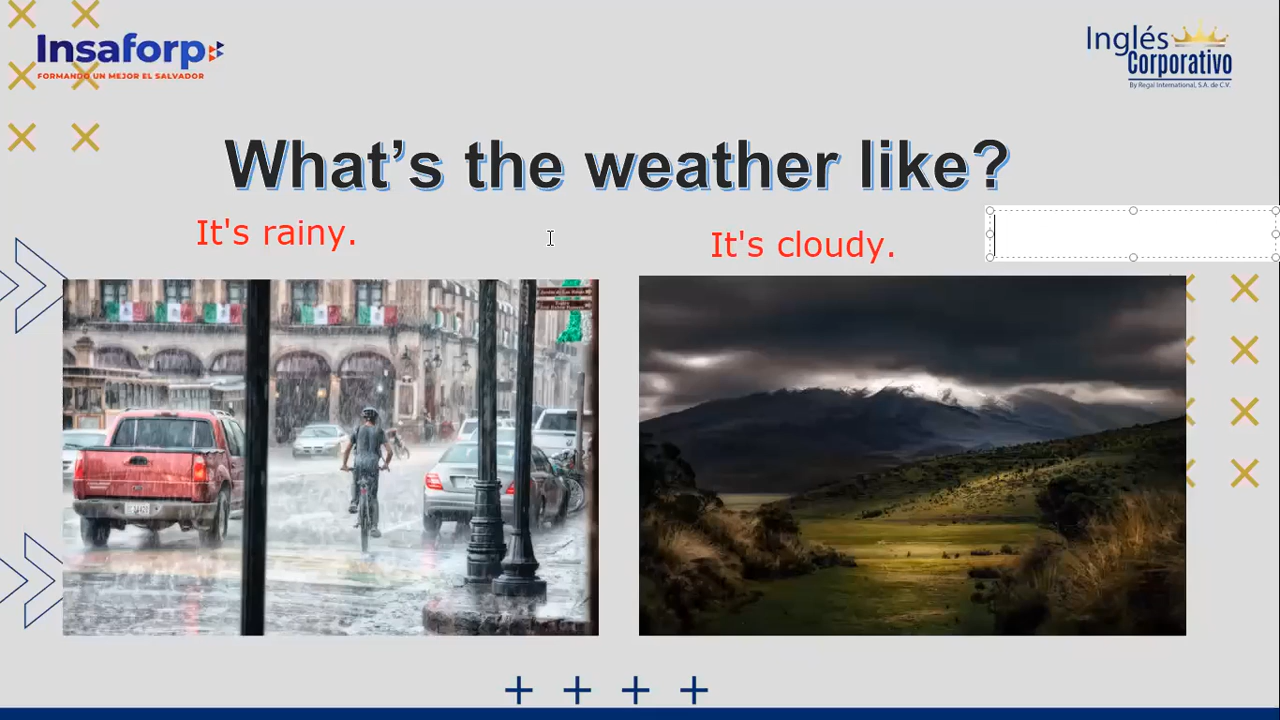 Insaforp
FORMANDO UN MEJOR EL SALVADOR
Inglés
Corporativo
By Regal International, S.A. de C.V.
What's the weather like?
It's rainy.
It's cloudy.